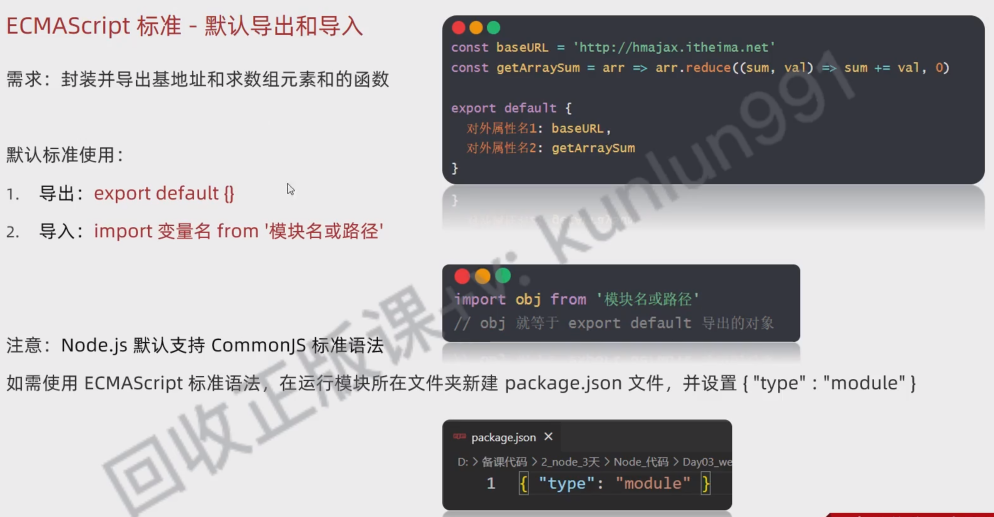 ECMAScript 标准 - 默认导出和导入
需求：封装并导出基地址和求数组元素和的函数
默认标准使用：
1. 导出：export default {}
2. 导入：import 变量名 from '模块名或路径'
注意：Node.js 默认支持 CommonJS 标准语法
如需使用 ECMAScript 标准语法，在运行模块所在文件夹新建 package.json 文件，并设置 { "type" : "module" }
const baseURL = 'http://hmajax.itheima.net'
const getArraySum = arr => arr.reduce((sum, val) => sum += val, 0)
export default {
对外属性名1: baseURL,
对外属性名2: getArraySum
}
import obj from '模块名或路径'
// obj 就等于 export default 导出的对象
package.json ×
D: > 备课代码 > 2_node_3天 > Node_代码 > Day03_we
1 { "type": "module" }
回收正版课+v: kunlun991